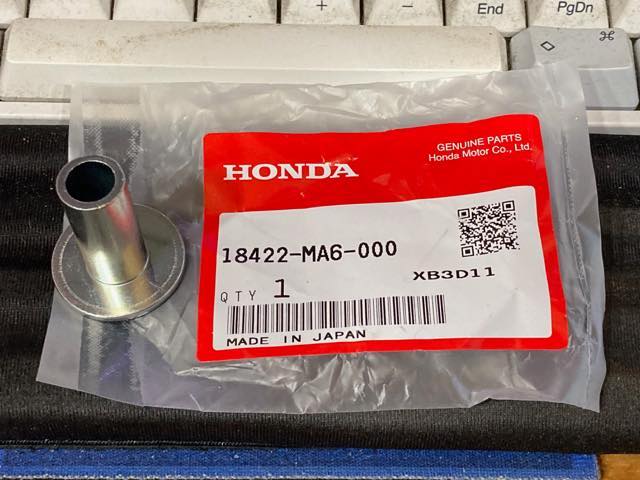 +
−
End
PgDn
⌘
GENUINE PARTS
Honda Motor Co., Ltd.
HONDA
18422-MA6-000
XB3D11
QTY 1
MADE IN JAPAN